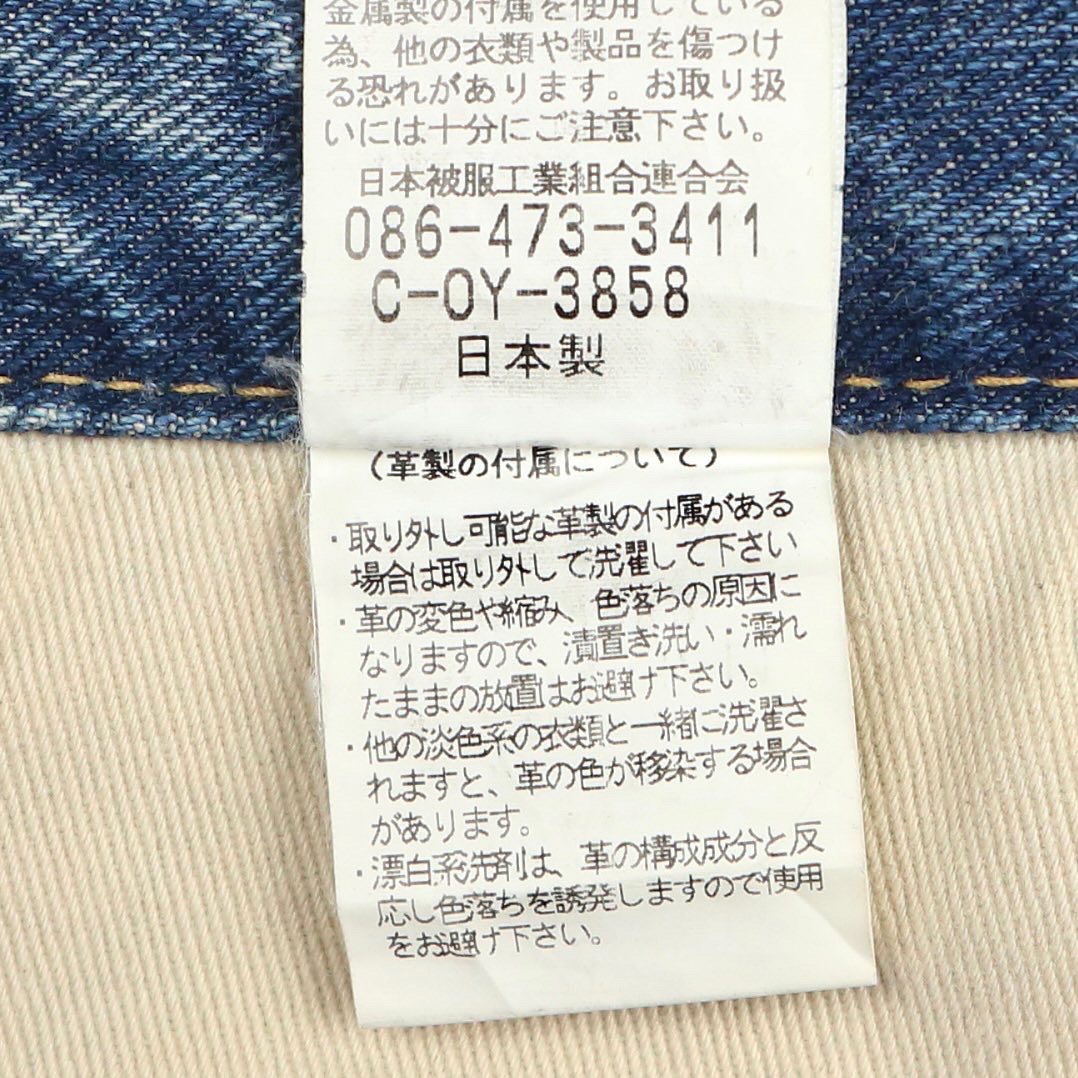 金属製の付属を使用している
為、他の衣類や製品を傷つけ
る恐れがあります。お取り扱
いには十分にご注意下さい。
日本被服工業組合連合会
086-473-3411
C-OY-3858
日本製
(革製の付属について)
・取り外し可能な革製の付属がある
場合は取り外して洗濯して下さい
・革の変色や縮み、色落ちの原因に
なりますので、漬置き洗い・濡れ
たままの放置はお避け下さい。
・他の淡色系の衣類と一緒に洗濯さ
れますと、革の色が移染する場合
があります。
・漂白系洗剤は、革の構成成分と反
応し色落ちを誘発しますので使用
をお避け下さい。